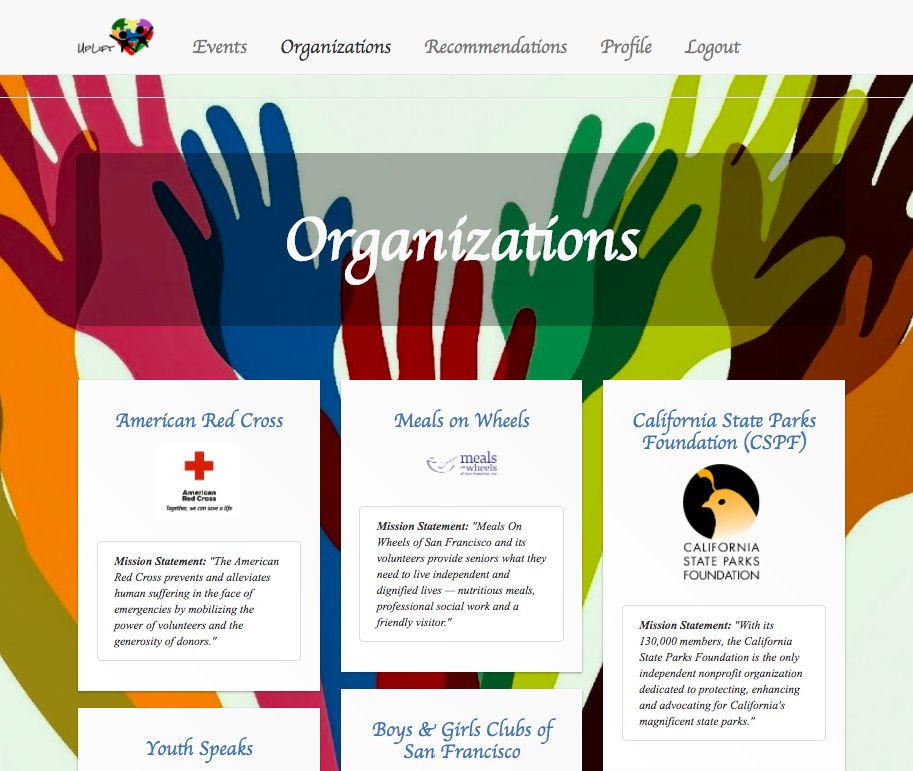 UPLIFT
Events Organizations Recommendations Profile Logout
Organizations
American Red Cross
American
Red Cross
Together, we can save a life
Mission Statement: "The American
Red Cross prevents and alleviates
human suffering in the face of
emergencies by mobilizing the
power of volunteers and the
generosity of donors."
Meals on Wheels
meals
on wheels
of San Francisco, Inc
Mission Statement: "Meals On
Wheels of San Francisco and its
volunteers provide seniors what they
need to live independent and
dignified lives — nutritious meals,
professional social work and a
friendly visitor."
California State Parks
Foundation (CSPF)
CALIFORNIA
STATE PARKS
FOUNDATION
Mission Statement: "With its
130,000 members, the California
State Parks Foundation is the only
independent nonprofit organization
dedicated to protecting, enhancing
and advocating for California's
magnificent state parks."
Youth Speaks
Boys & Girls Clubs of
San Francisco